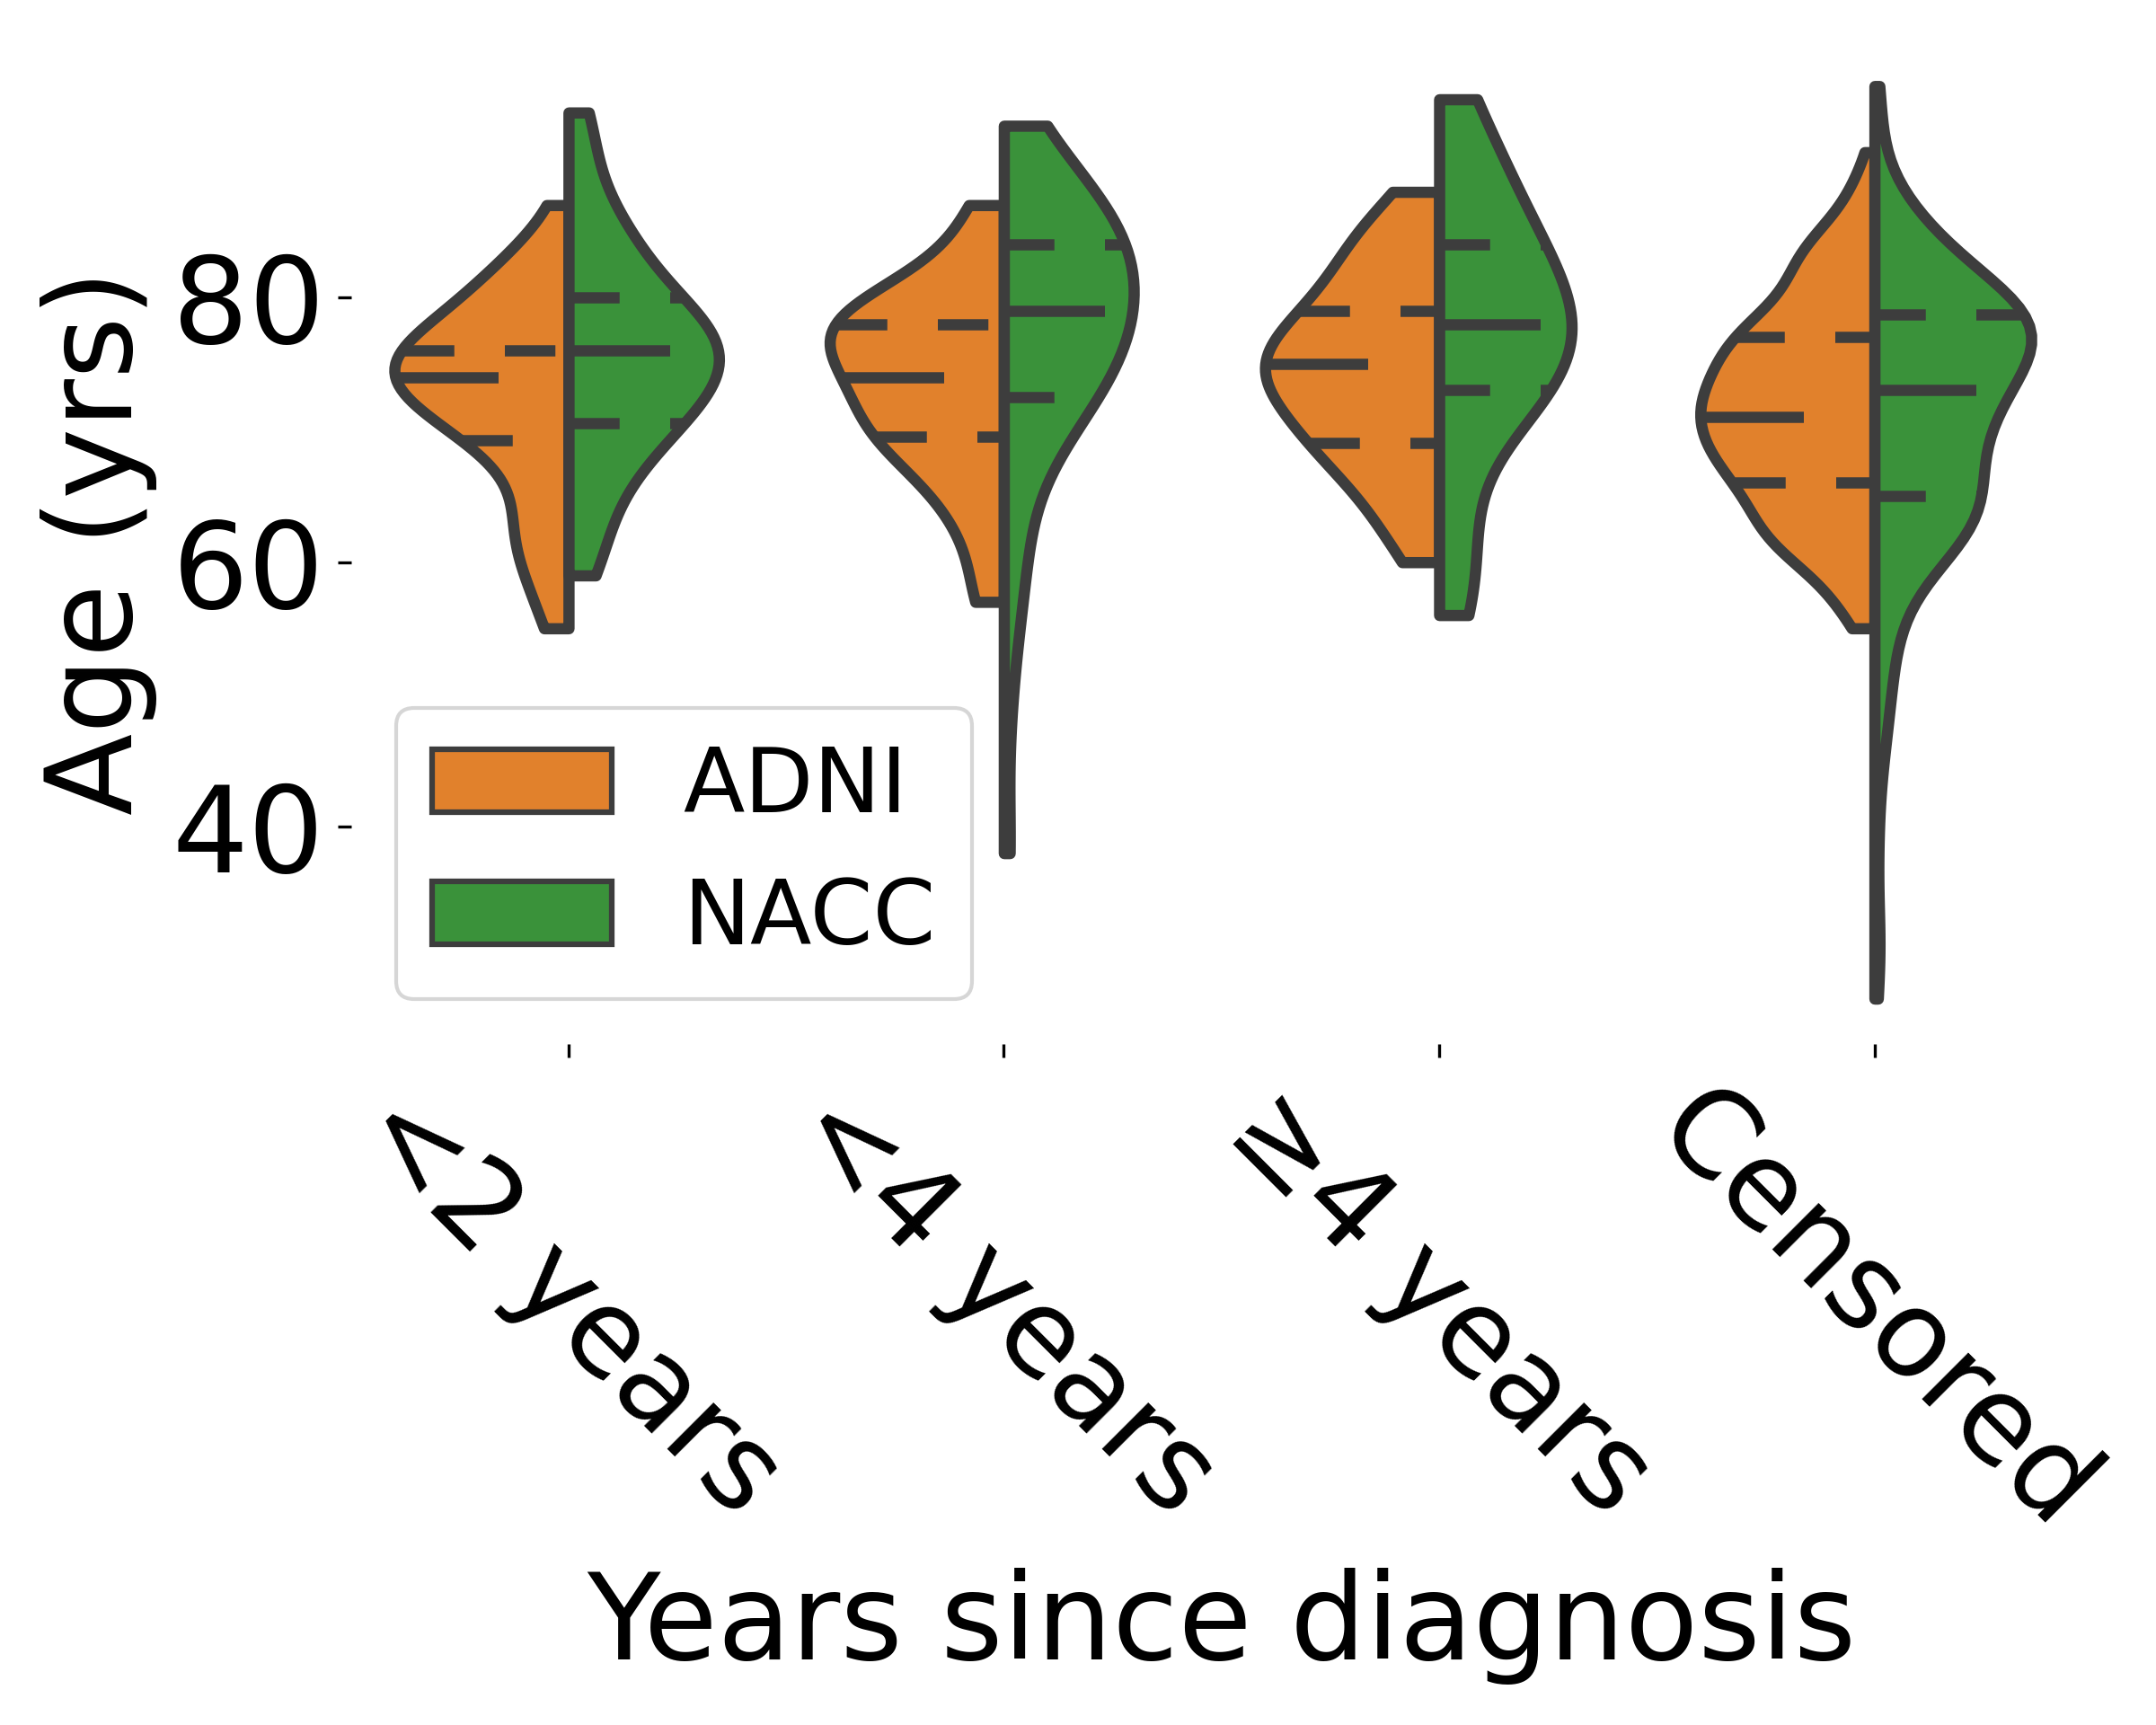 Age (yrs)
80
60
40
ADNI
NACC
<2 years
<4 years
≥4 years
Censored
Years since diagnosis